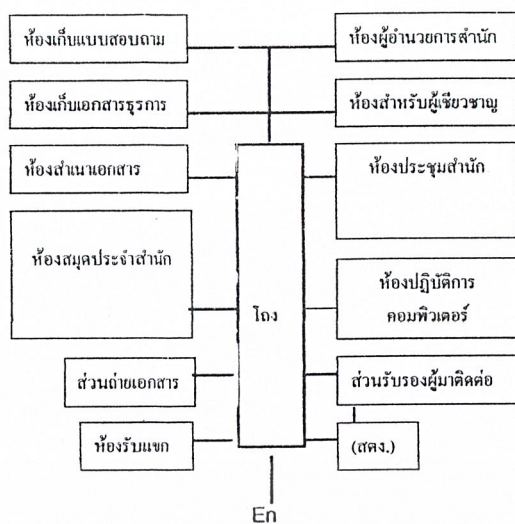 ห้องเก็บแบบสอบถาม
ห้องผู้อำนวยการสำนัก
ห้องเก็บเอกสารธุรการ
ห้องสำหรับผู้เชียวชาญ
ห้องสำเนาเอกสาร
ห้องประชุมสำนัก
ห้องสมุดประจำสำนัก
ห้องปฏิบัติการ
คอมพิวเตอร์
โถง
ส่วนถ่ายเอกสาร
ส่วนรับรองผู้มาติดต่อ
ห้องรับแขก
(สตง.)
En